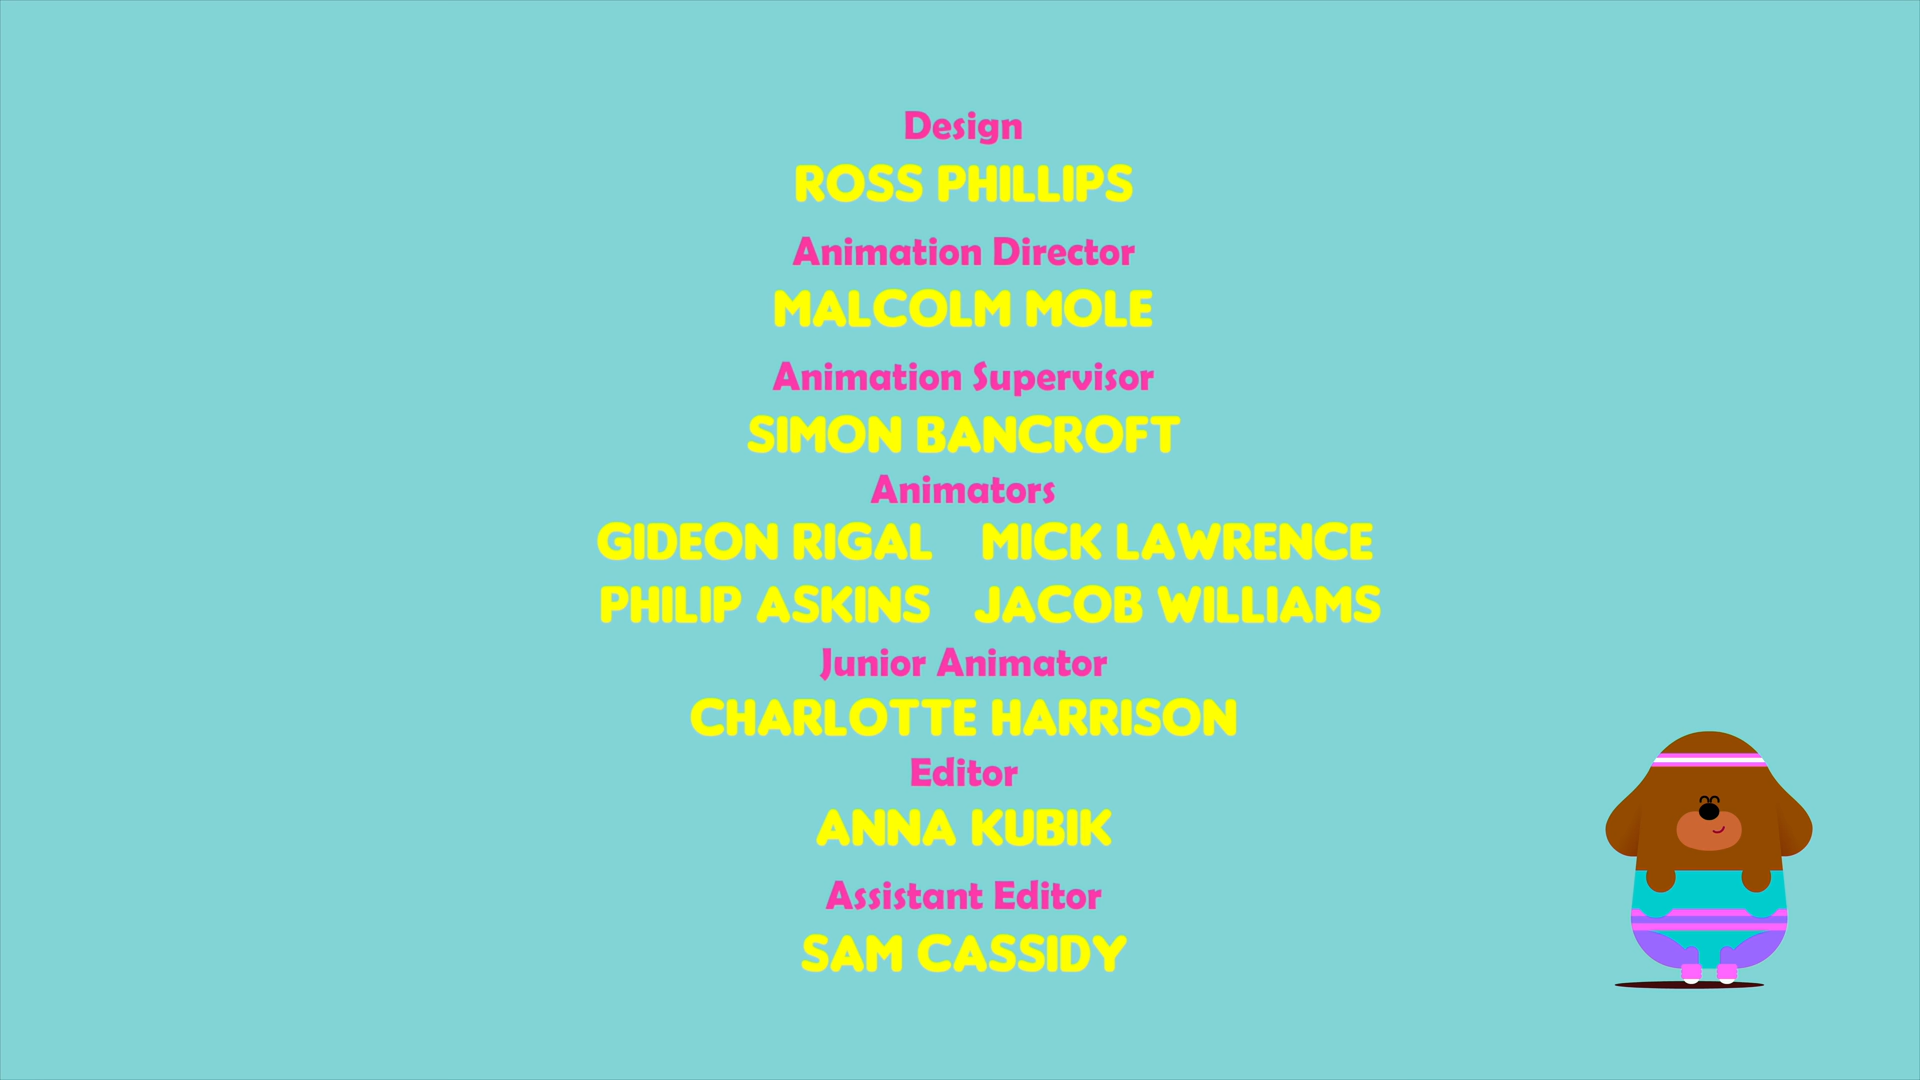 Design
ROSS PHILLIPS
Animation Director
MALCOLM MOLE
Animation Supervisor
SIMON BANCROFT
Animators
GIDEON RIGAL MICK LAWRENCE
PHILIP ASKINS JACOB WILLIAMS
Junior Animator
CHARLOTTE HARRISON
Editor
ANNA KUBIK
Assistant Editor
SAM CASSIDY